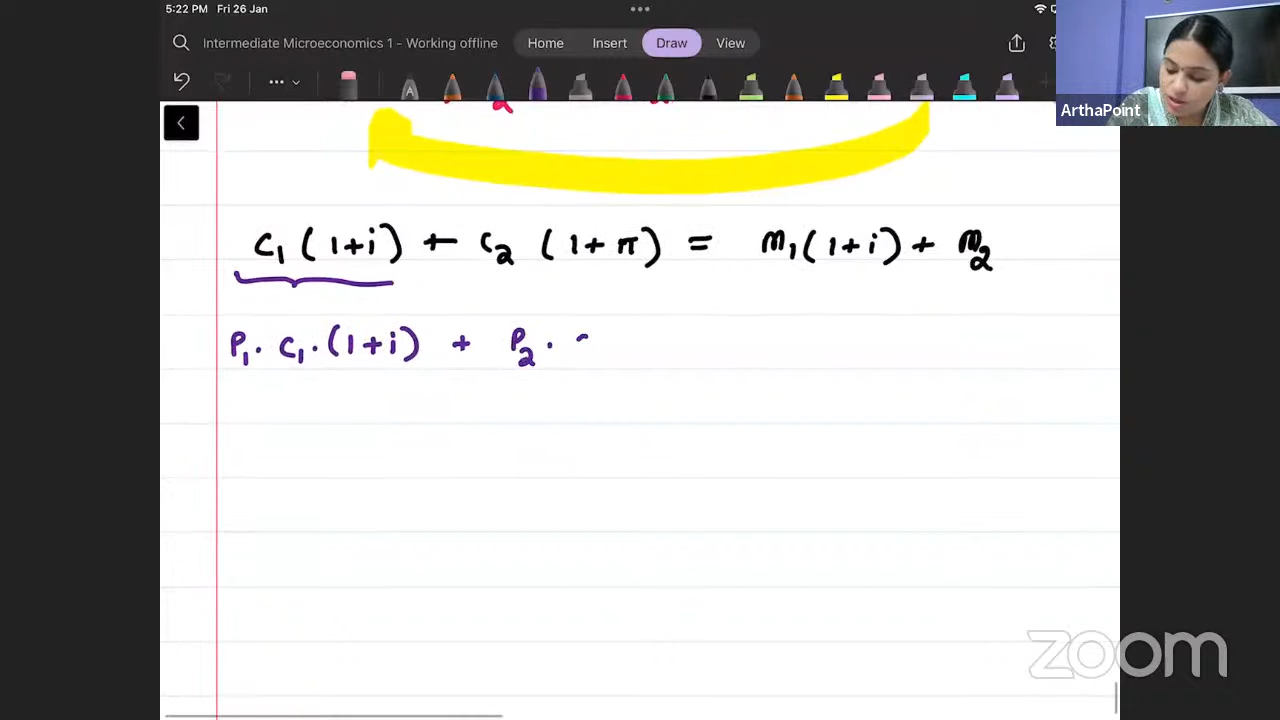 5:22 PM Fri 26 Jan
Intermediate Microeconomics 1 - Working offline Home Insert Draw View
A
ArthaPoint
C₁ (1+i) + C₂ (1+π) = m₁(1+i) + m₂
P₁ · C₁ · (1+i) + P₂ ·
zoom